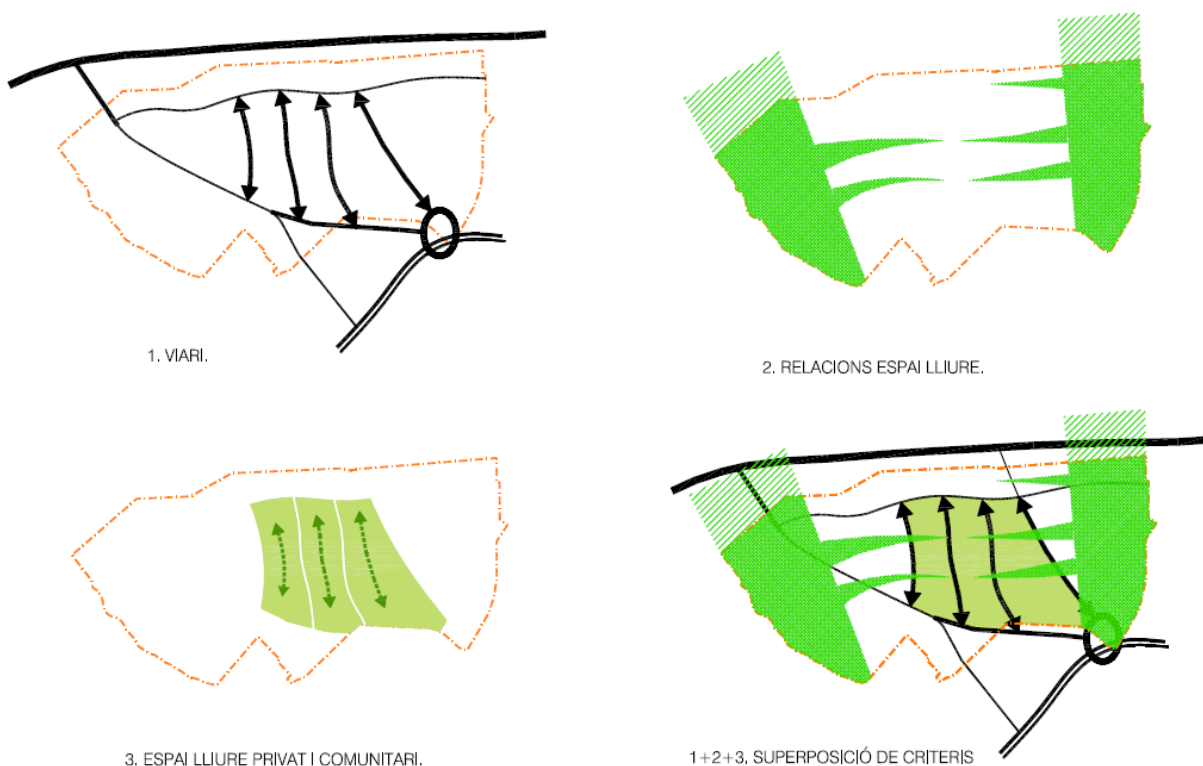 1. VIARI.
2. RELACIONS ESPAI LLIURE.
3. ESPAI LLIURE PRIVAT I COMUNITARI.
1+2+3, SUPERPOSICIÓ DE CRITERIS